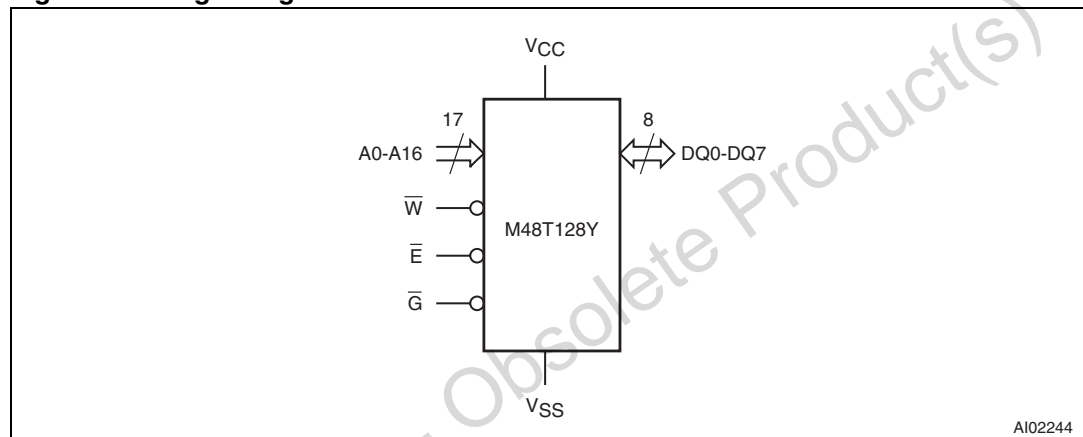 VCC
17
8
A0-A16
DQ0-DQ7
W̅
M48T128Y
E̅
G̅
VSS
AI02244
Obsolete Product(s)